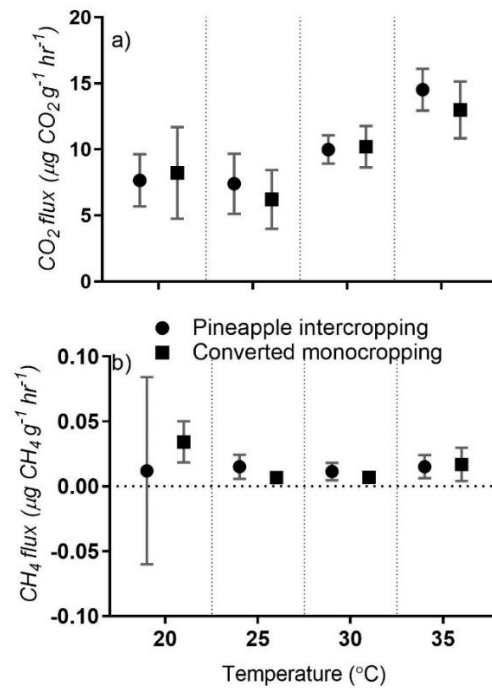 a)
CO2 flux (µg CO2 g-1 hr-1)
20
15
10
5
0
Pineapple intercropping
Converted monocropping
b)
CH4 flux (µg CH4 g-1 hr-1)
0.10
0.05
0.00
-0.05
-0.10
20 25 30 35
Temperature (°C)